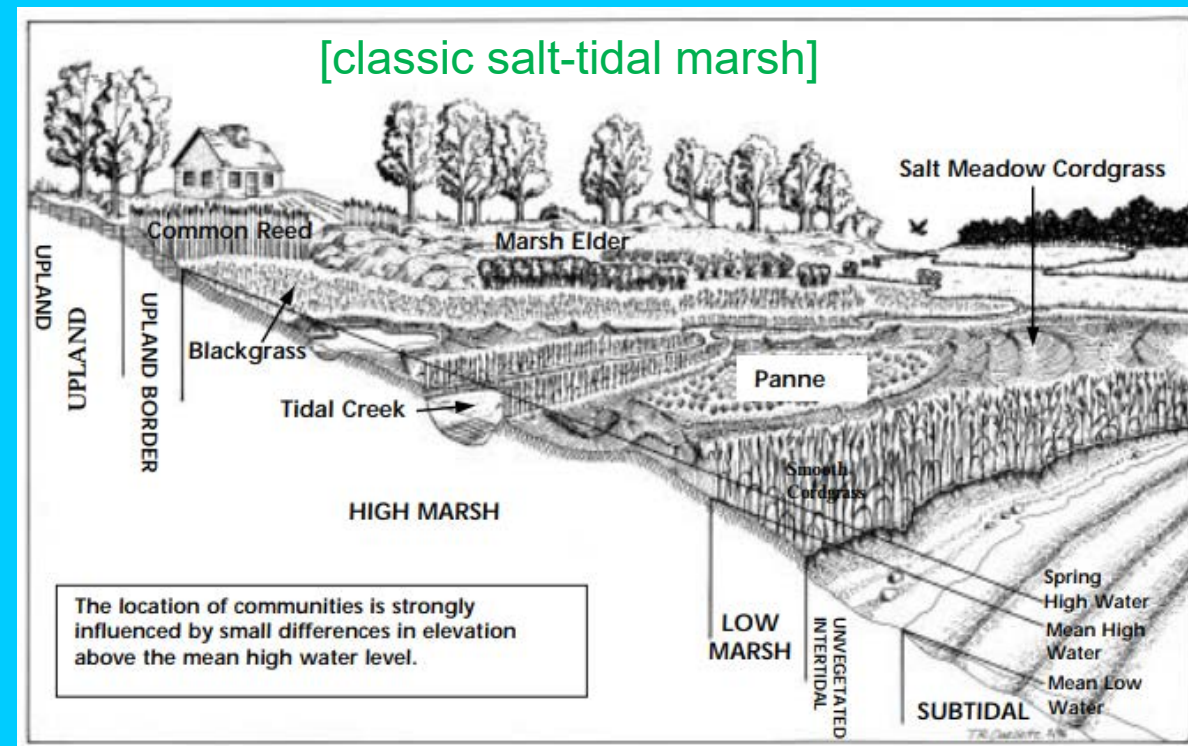 [classic salt-tidal marsh]
Salt Meadow Cordgrass
Common Reed
Marsh Elder
UPLAND
UPLAND
UPLAND BORDER
Blackgrass
Panne
Tidal Creek
Smooth
Cordgrass
HIGH MARSH
The location of communities is strongly
influenced by small differences in elevation
above the mean high water level.
LOW
MARSH
UNVEGETATED
INTERTIDAL
Spring
High Water
Mean High
Water
Mean Low
Water
SUBTIDAL